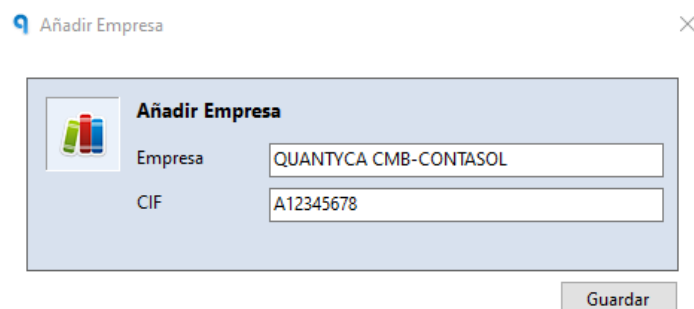 Añadir Empresa
Añadir Empresa
Empresa QUANTYCA CMB-CONTASOL
CIF A12345678
Guardar